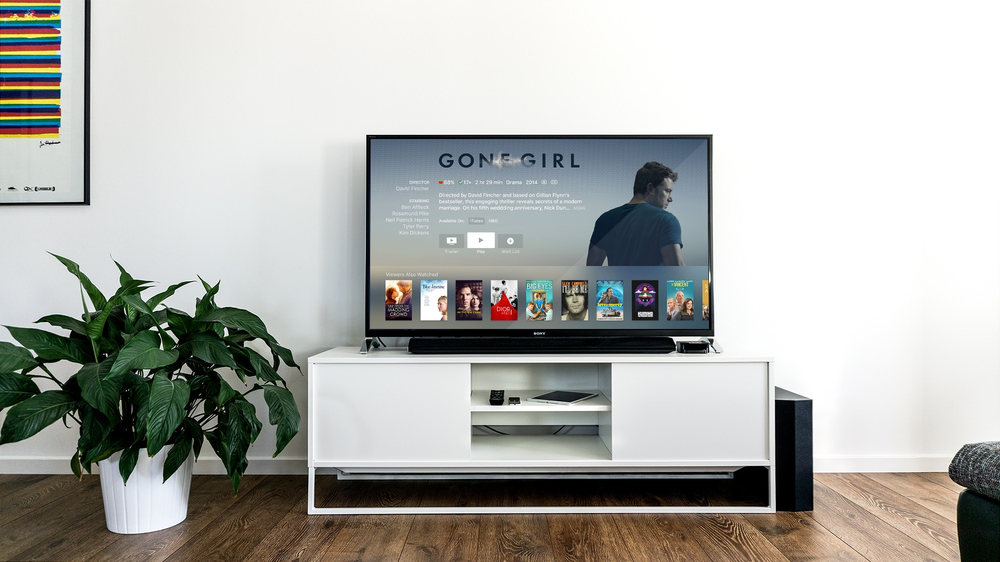 GONE GIRL
DIRECTOR
David Fincher
STARRING
Ben Affleck
Rosamund Pike
Neil Patrick Harris
Tyler Perry
Kim Dickens
88% 17+ 2 hr 29 min Drama 2014 R CC
Directed by David Fincher and based on Gillian Flynn's
bestseller, this engaging thriller reveals secrets of a modern
marriage. On his fifth weddding anniversary, Nick Dun... MORE
Available On: iTunes HBO
Trailer
Play
Wish List
Viewers Also Watched
FAR FROM THE
MADDING
CROWD
Blue Jasmine
IMITATION GAME
DIOR
AND I
BIG EYES
GLEN CAMPBELL
I'LL BE ME
love&mercy
KUMIKO
ST. VINCENT
S
A
SONY